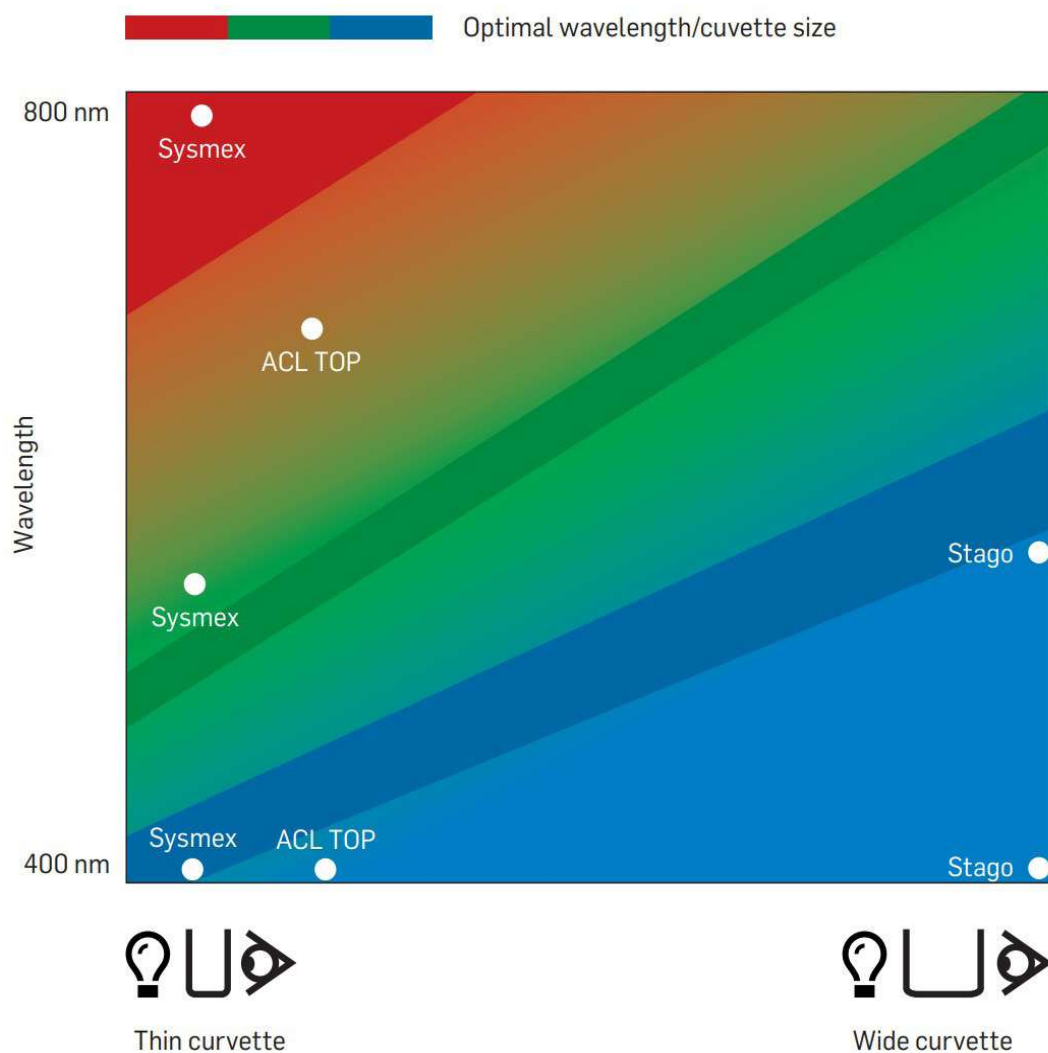 Optimal wavelength/cuvette size
800 nm
Sysmex
ACL TOP
Wavelength
Stago
Sysmex
Sysmex
ACL TOP
400 nm
Stago
Thin curvette
Wide curvette